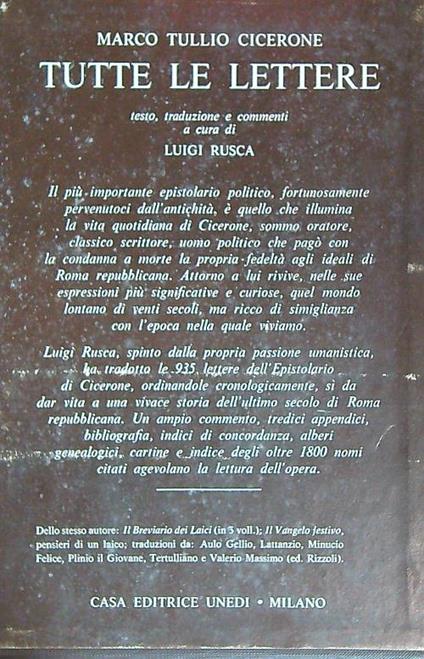 MARCO TULLIO CICERONE
TUTTE LE LETTERE
testo, traduzione e commenti
a cura di
LUIGI RUSCA
Il più importante epistolario politico, fortunosamente
pervenutoci dall'antichità, è quello che illumina
la vita quotidiana di Cicerone, sommo oratore,
classico scrittore, uomo politico che pagò con
la condanna a morte la propria fedeltà agli ideali di
Roma repubblicana. Attorno a lui rivive, nelle sue
espressioni più significative e curiose, quel mondo
lontano di venti secoli, ma ricco di simiglianza
con l'epoca nella quale viviamo.
Luigi Rusca, spinto dalla propria passione umanistica,
ha tradotto le 935 lettere dell'Epistolario
di Cicerone, ordinandole cronologicamente, sì da
dar vita a una vivace storia dell'ultimo secolo di Roma
repubblicana. Un ampio commento, tredici appendici,
bibliografia, indici di concordanza, alberi
genealogici, cartine e indice degli oltre 1800 nomi
citati agevolano la lettura dell'opera.
Dello stesso autore: Il Breviario dei Laici (in 3 voll.); Il Vangelo festivo,
pensieri di un laico; traduzioni da: Aulo Gellio, Lattanzio, Minucio
Felice, Plinio il Giovane, Tertulliano e Valerio Massimo (ed. Rizzoli).
CASA EDITRICE UNEDI • MILANO